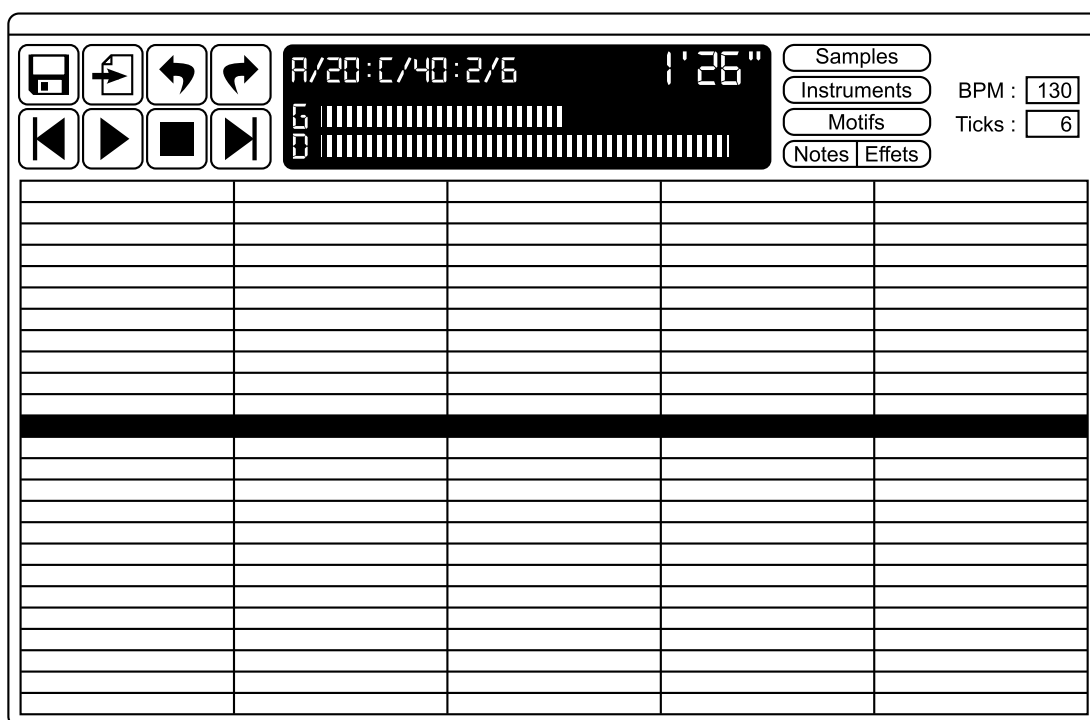 A/20:C/40:2/6 1'26"
G
D
Samples
Instruments
Motifs
Notes Effets
BPM : 130
Ticks : 6